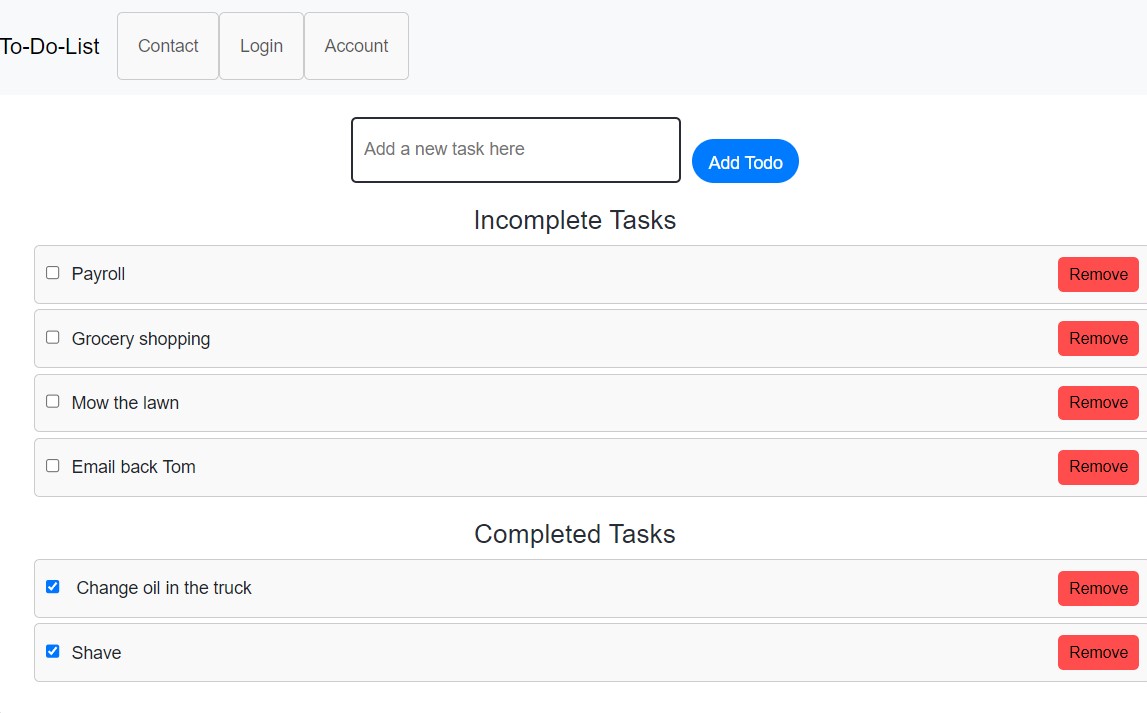 To-Do-List Contact Login Account
Add a new task here Add Todo
Incomplete Tasks
Payroll Remove
Grocery shopping Remove
Mow the lawn Remove
Email back Tom Remove
Completed Tasks
Change oil in the truck Remove
Shave Remove